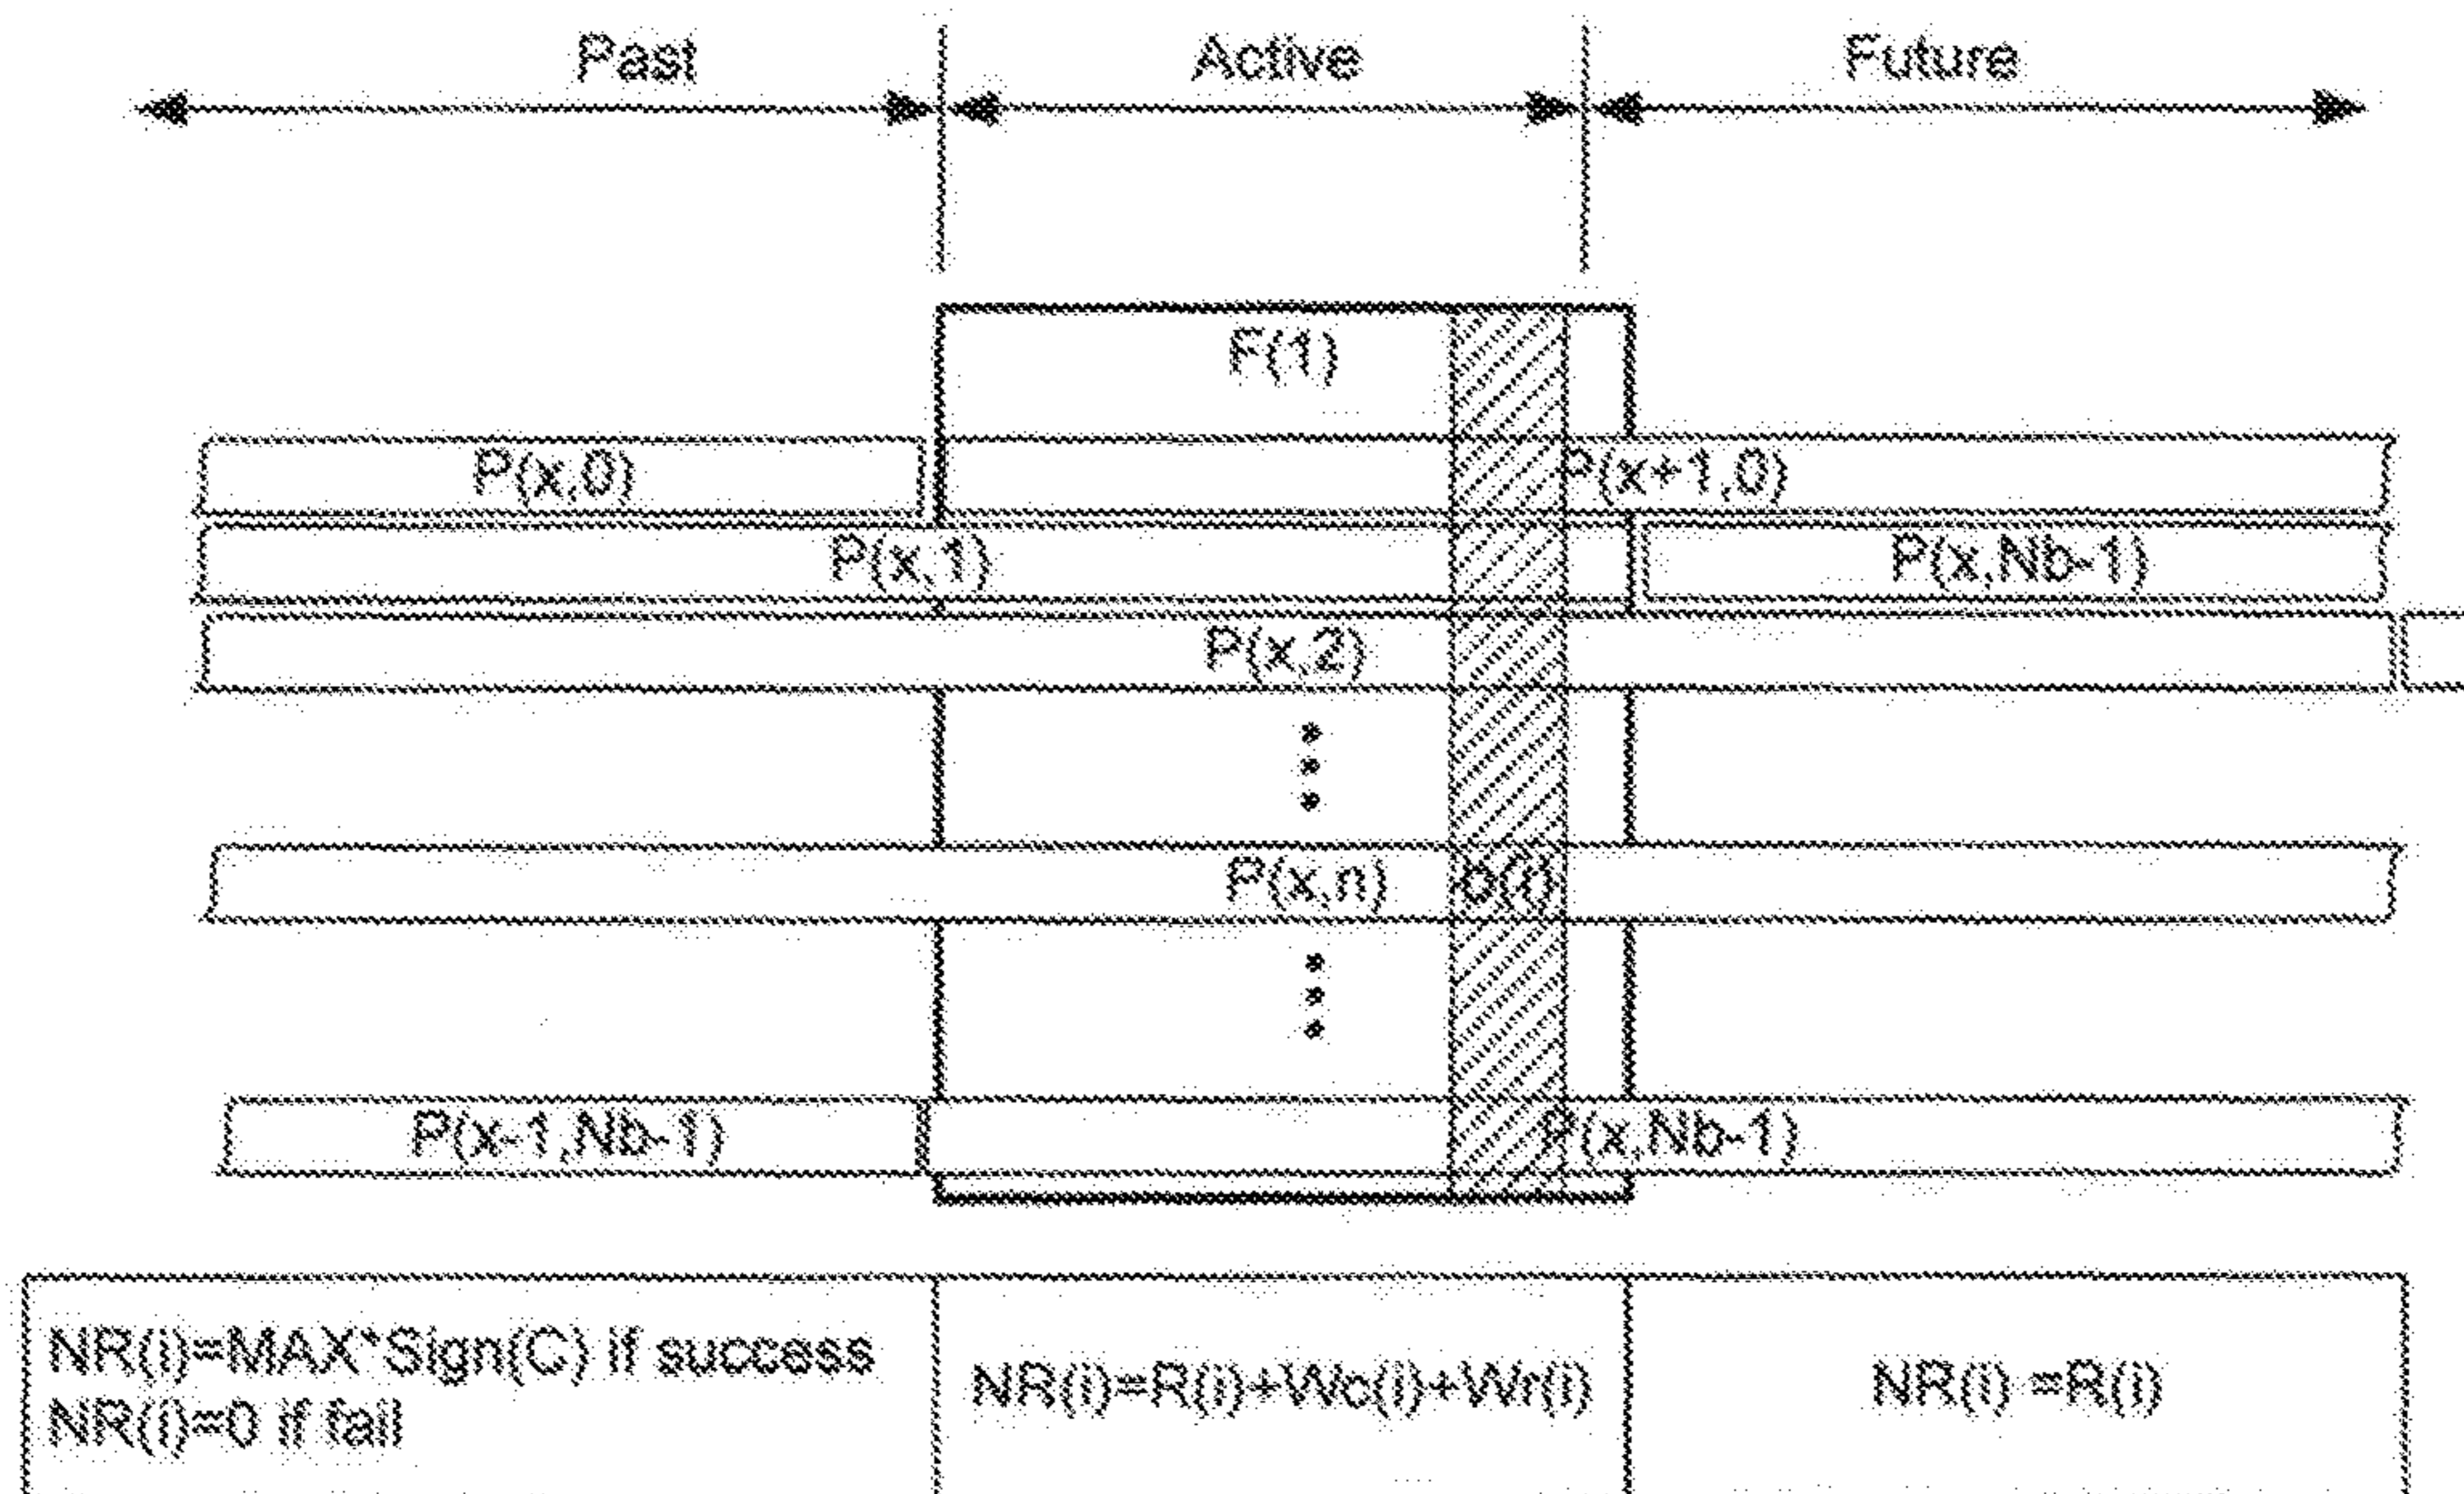 Past Active Future
F(1)
P(x,0) P(x+1,0)
P(x,1) P(x,Nb-1)
P(x,2)
P(x,n)
P(x-1,Nb-1) P(x,Nb-1)
NR(i)=MAX*Sign(C) if success
NR(i)=0 if fail
NR(i)=R(i)+Wc(i)+Wr(i)
NR(i) =R(i)